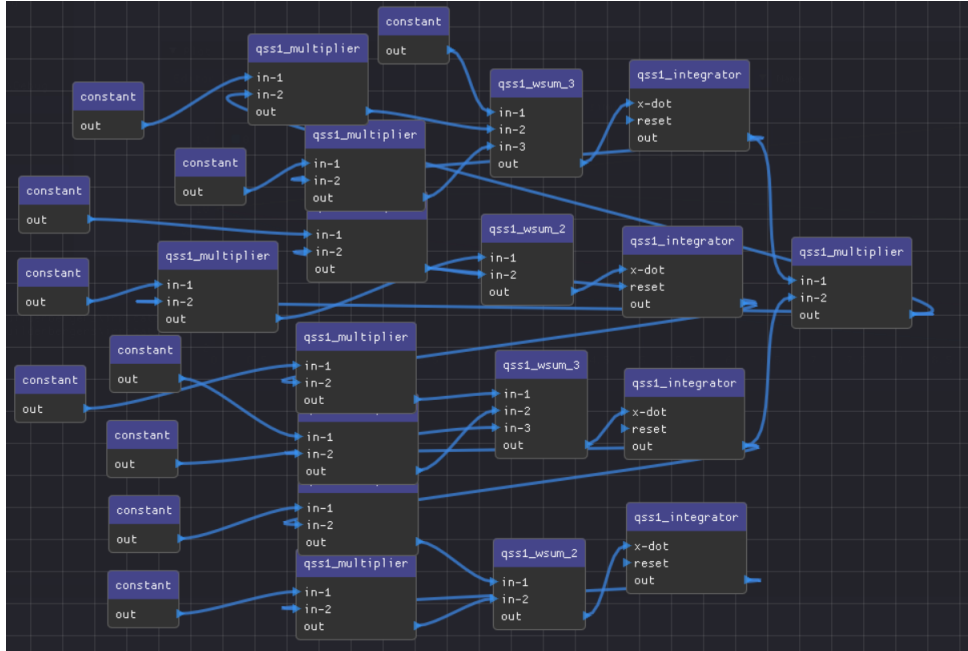 constant
out
qss1_multiplier
in-1
in-2
out
constant
out
qss1_wsum_3
in-1
in-2
in-3
out
qss1_integrator
x-dot
reset
out
constant
out
qss1_multiplier
in-1
in-2
out
constant
out
in-1
in-2
out
qss1_multiplier
in-1
in-2
out
qss1_wsum_2
in-1
in-2
out
qss1_integrator
x-dot
reset
out
qss1_multiplier
in-1
in-2
out
constant
out
constant
out
qss1_multiplier
in-1
in-2
out
constant
out
qss1_wsum_3
in-1
in-2
in-3
out
qss1_integrator
x-dot
reset
out
constant
out
in-1
in-2
out
constant
out
in-1
in-2
out
constant
out
qss1_multiplier
in-1
in-2
out
qss1_wsum_2
in-1
in-2
out
qss1_integrator
x-dot
reset
out